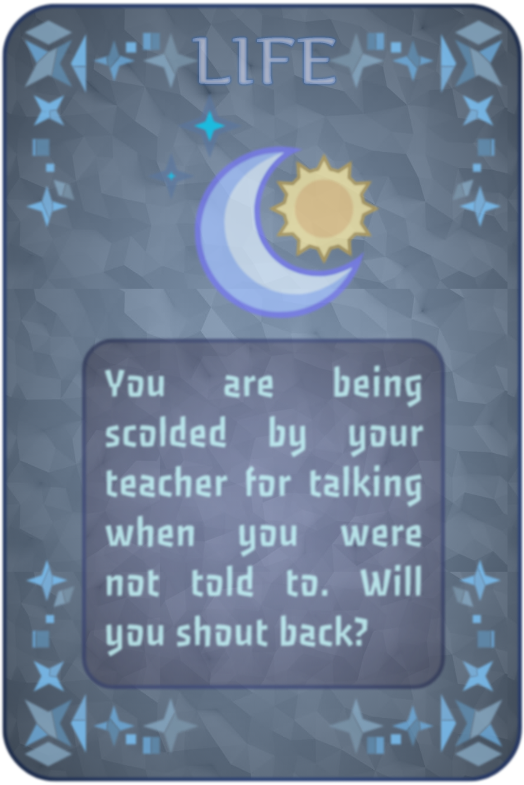 LIFE
You are being
scolded by your
teacher for talking
when you were
not told to. Will
you shout back?